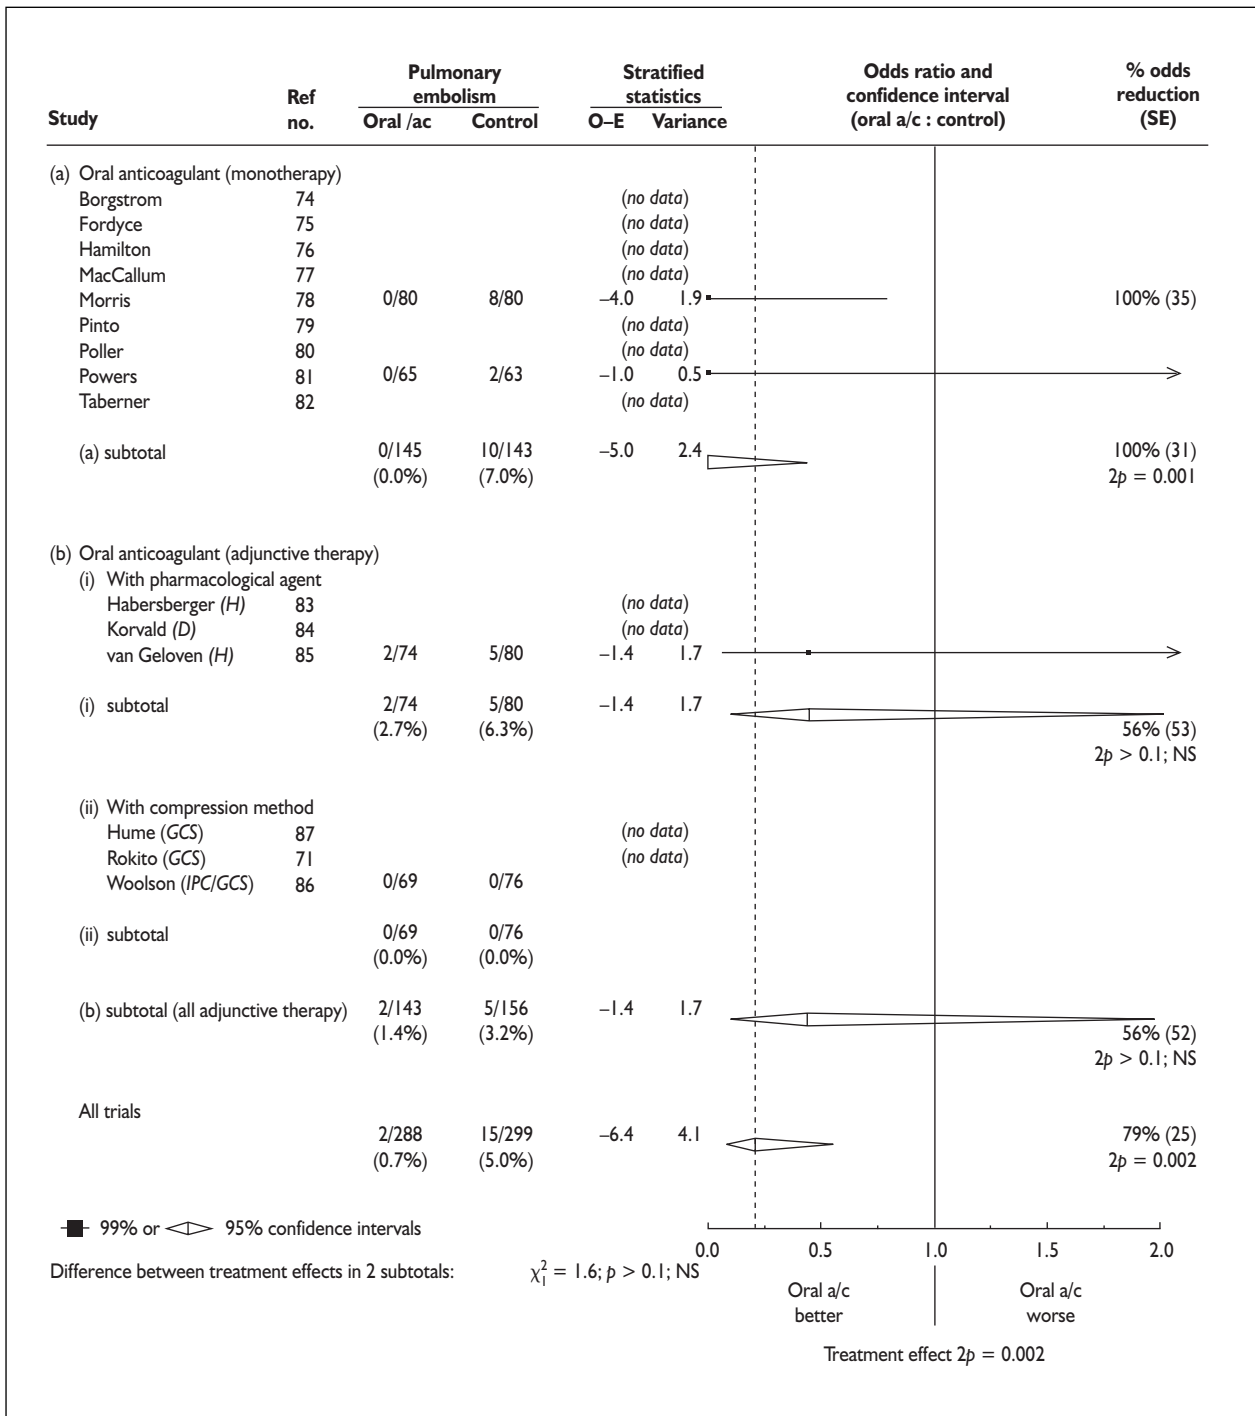 Pulmonary Stratified Odds ratio and % odds
Ref embolism statistics confidence interval reduction
Study no. Oral /ac Control O–E Variance (oral a/c : control) (SE)
(a) Oral anticoagulant (monotherapy)
Borgstrom 74 (no data)
Fordyce 75 (no data)
Hamilton 76 (no data)
MacCallum 77 (no data)
Morris 78 0/80 8/80 –4.0 1.9 100% (35)
Pinto 79 (no data)
Poller 80 (no data)
Powers 81 0/65 2/63 –1.0 0.5
Taberner 82 (no data)
(a) subtotal 0/145 10/143 –5.0 2.4 100% (31)
(0.0%) (7.0%) 2p = 0.001
(b) Oral anticoagulant (adjunctive therapy)
(i) With pharmacological agent
Habersberger (H) 83 (no data)
Korvald (D) 84 (no data)
van Geloven (H) 85 2/74 5/80 –1.4 1.7
(i) subtotal 2/74 5/80 –1.4 1.7
(2.7%) (6.3%) 56% (53)
2p > 0.1; NS
(ii) With compression method
Hume (GCS) 87 (no data)
Rokito (GCS) 71 (no data)
Woolson (IPC/GCS) 86 0/69 0/76
(ii) subtotal 0/69 0/76
(0.0%) (0.0%)
(b) subtotal (all adjunctive therapy) 2/143 5/156 –1.4 1.7
(1.4%) (3.2%) 56% (52)
2p > 0.1; NS
All trials
2/288 15/299 –6.4 4.1 79% (25)
(0.7%) (5.0%) 2p = 0.002
99% or 95% confidence intervals
0.0 0.5 1.0 1.5 2.0
Difference between treatment effects in 2 subtotals: χ²₁ = 1.6; p > 0.1; NS
Oral a/c Oral a/c
better worse
Treatment effect 2p = 0.002